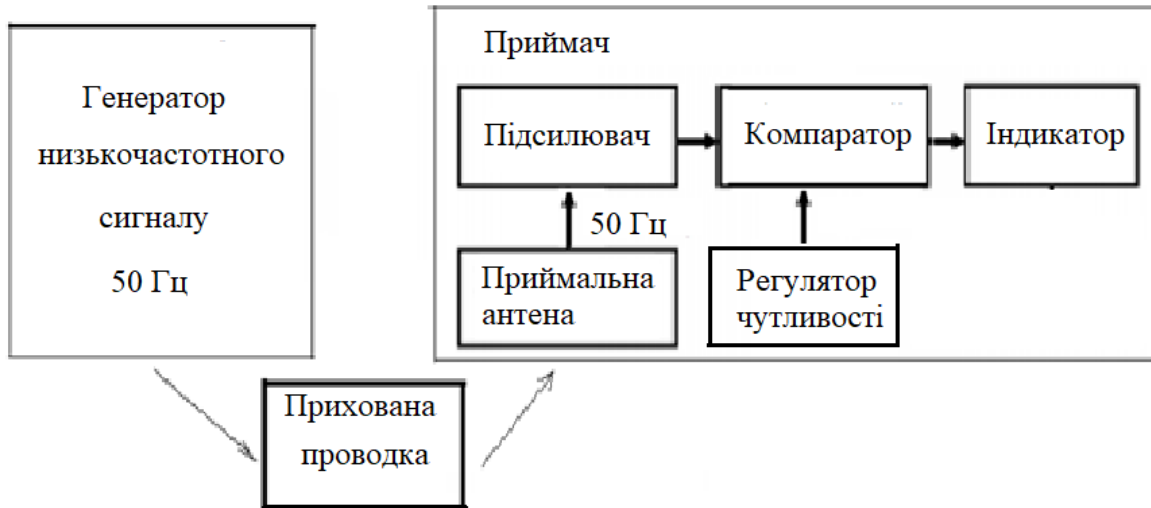 Генератор
низькочастотного
сигналу
50 Гц
Приймач
Підсилювач
Компаратор
Індикатор
50 Гц
Приймальна
антена
Регулятор
чутливості
Прихована
проводка